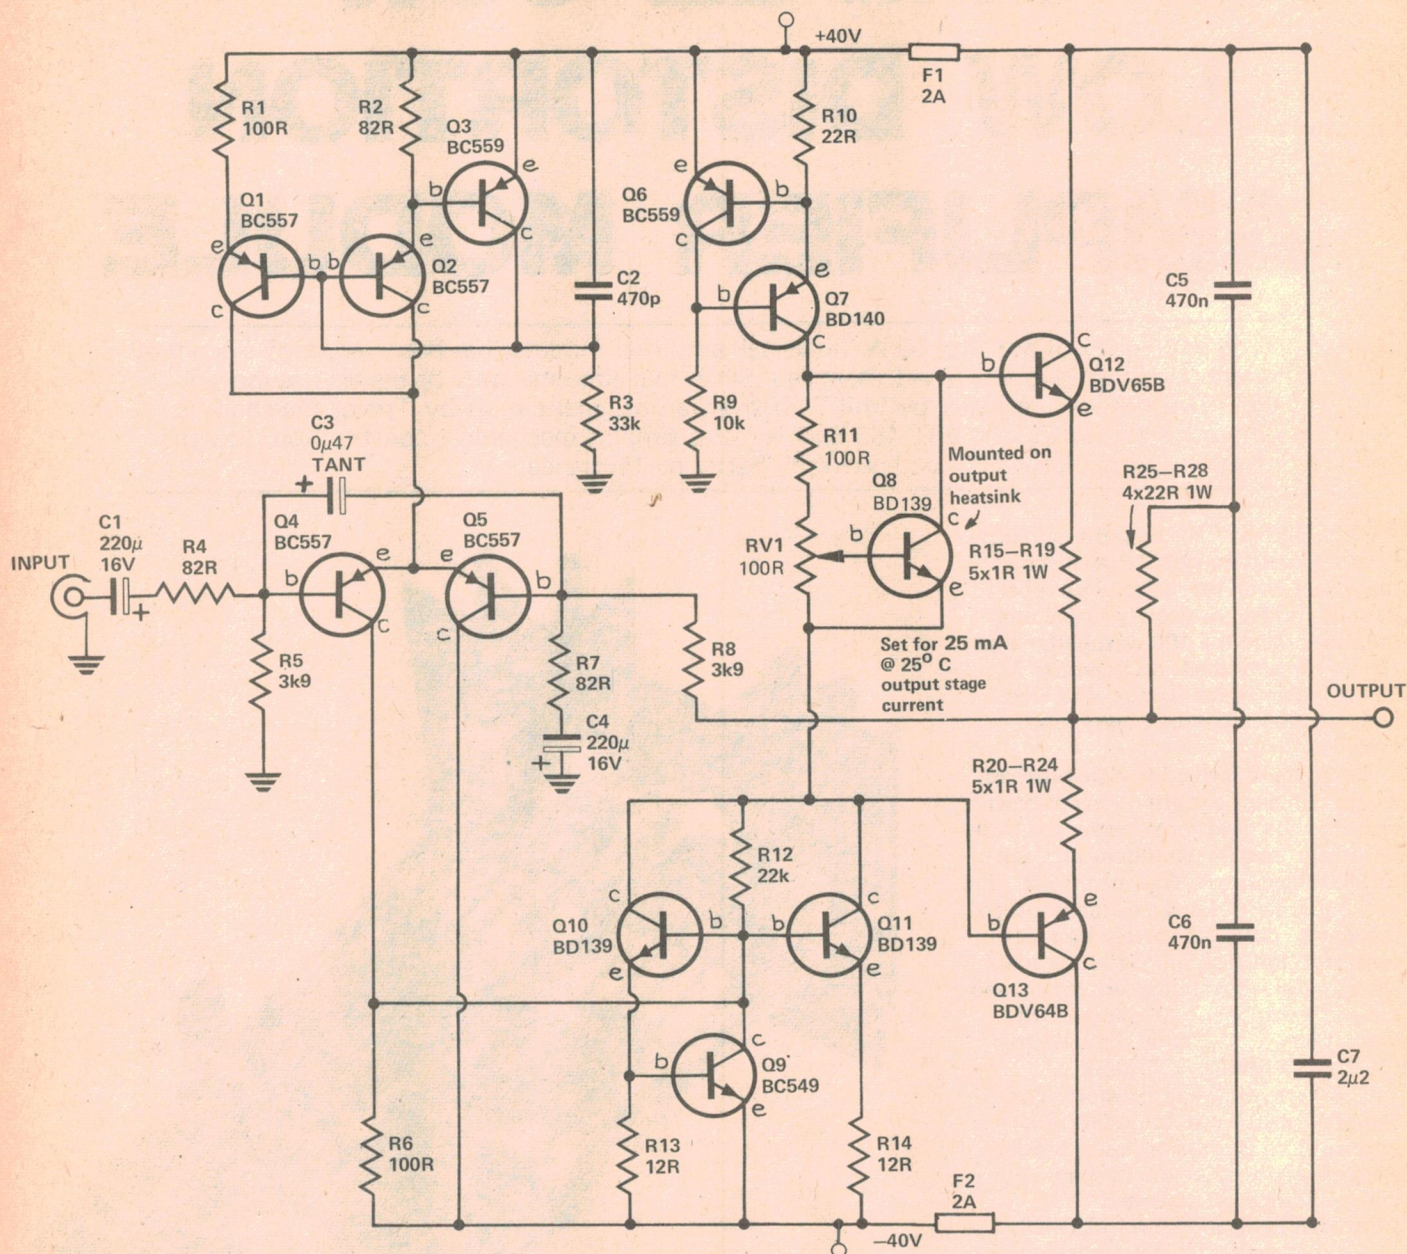 +40V
F1
2A
R1
100R
R2
82R
Q3
BC559
e
b
c
R10
22R
Q6
BC559
e
b
c
Q1
BC557
e
b
c
b
Q2
BC557
e
c
C2
470p
Q7
BD140
e
b
c
C5
470n
Q12
BDV65B
c
b
e
R3
33k
R9
10k
R11
100R
Mounted on
output
heatsink
C3
0μ47
TANT
+
Q8
BD139
c
b
e
R25–R28
4x22R 1W
INPUT
C1
220μ
16V
+
R4
82R
Q4
BC557
b
e
c
Q5
BC557
e
b
c
RV1
100R
R15–R19
5x1R 1W
R5
3k9
R7
82R
R8
3k9
Set for 25 mA
@ 25° C
output stage
current
OUTPUT
C4
220μ
16V
+
R20–R24
5x1R 1W
R12
22k
Q10
BD139
c
b
e
b
Q11
BD139
c
e
Q13
BDV64B
b
e
c
C6
470n
Q9
BC549
c
b
e
C7
2μ2
R6
100R
R13
12R
R14
12R
F2
2A
–40V